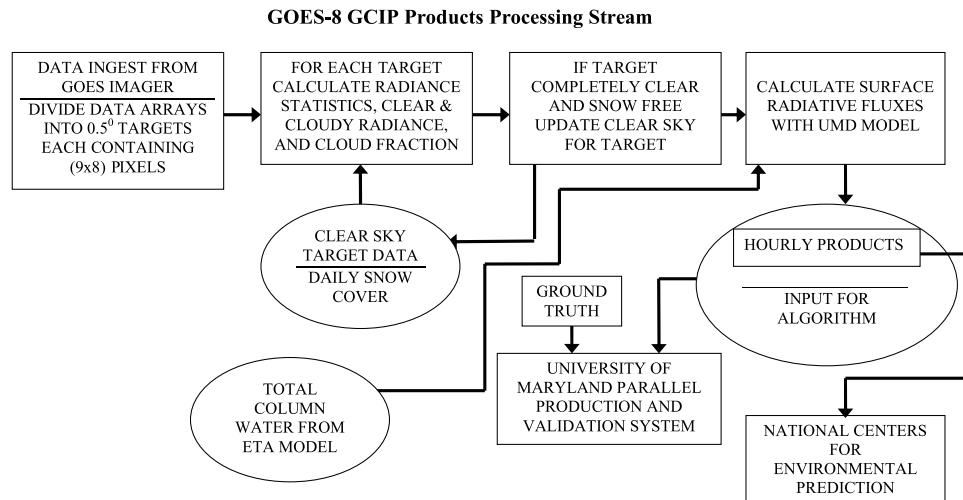 GOES-8 GCIP Products Processing Stream
DATA INGEST FROM
GOES IMAGER
DIVIDE DATA ARRAYS
INTO 0.5⁰ TARGETS
EACH CONTAINING
(9x8) PIXELS
FOR EACH TARGET
CALCULATE RADIANCE
STATISTICS, CLEAR &
CLOUDY RADIANCE,
AND CLOUD FRACTION
IF TARGET
COMPLETELY CLEAR
AND SNOW FREE
UPDATE CLEAR SKY
FOR TARGET
CALCULATE SURFACE
RADIATIVE FLUXES
WITH UMD MODEL
CLEAR SKY
TARGET DATA
DAILY SNOW
COVER
HOURLY PRODUCTS
INPUT FOR
ALGORITHM
GROUND
TRUTH
TOTAL
COLUMN
WATER FROM
ETA MODEL
UNIVERSITY OF
MARYLAND PARALLEL
PRODUCTION AND
VALIDATION SYSTEM
NATIONAL CENTERS
FOR
ENVIRONMENTAL
PREDICTION